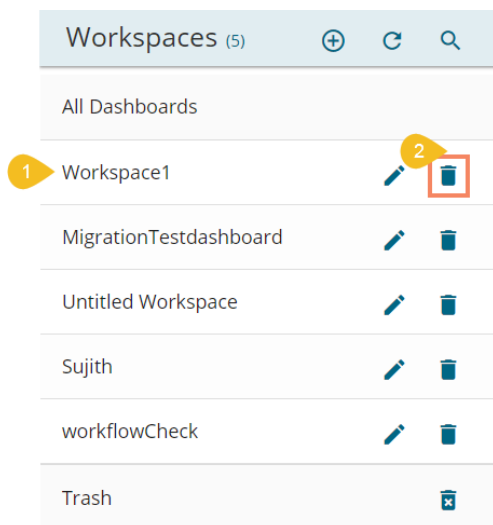 Workspaces (5)
All Dashboards
2
1 Workspace1
MigrationTestdashboard
Untitled Workspace
Sujith
workflowCheck
Trash